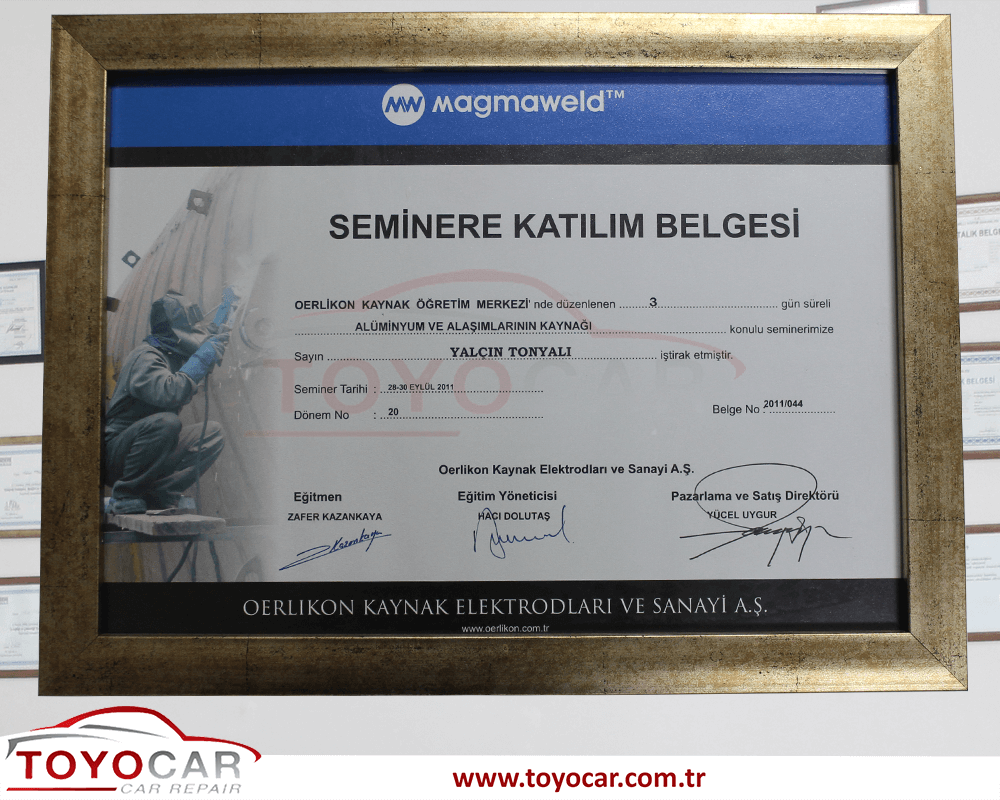 MW magmaweld™
SEMİNERE KATILIM BELGESİ
OERLİKON KAYNAK ÖĞRETİM MERKEZİ' nde düzenlenen ........ 3 ........ gün süreli
ALÜMİNYUM VE ALAŞIMLARININ KAYNAĞI ........ konulu seminerimize
Sayın ........ YALÇIN TONYALI ........ iştirak etmiştir.
Seminer Tarihi : 28-30 EYLÜL 2011
Dönem No : 20
Belge No : 2011/044
TOYOCAR
Oerlikon Kaynak Elektrodları ve Sanayi A.Ş.
Eğitmen Eğitim Yöneticisi Pazarlama ve Satış Direktörü
ZAFER KAZANKAYA HACI DOLUTAŞ YÜCEL UYGUR
OERLIKON KAYNAK ELEKTRODLARI VE SANAYİ A.Ş.
www.oerlikon.com.tr
TOYOCAR
CAR REPAIR
www.toyocar.com.tr